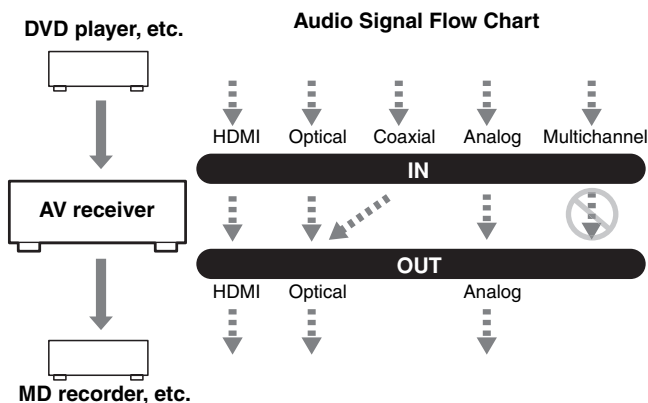 Audio Signal Flow Chart
DVD player, etc.
HDMI Optical Coaxial Analog Multichannel
IN
AV receiver
OUT
HDMI Optical Analog
MD recorder, etc.